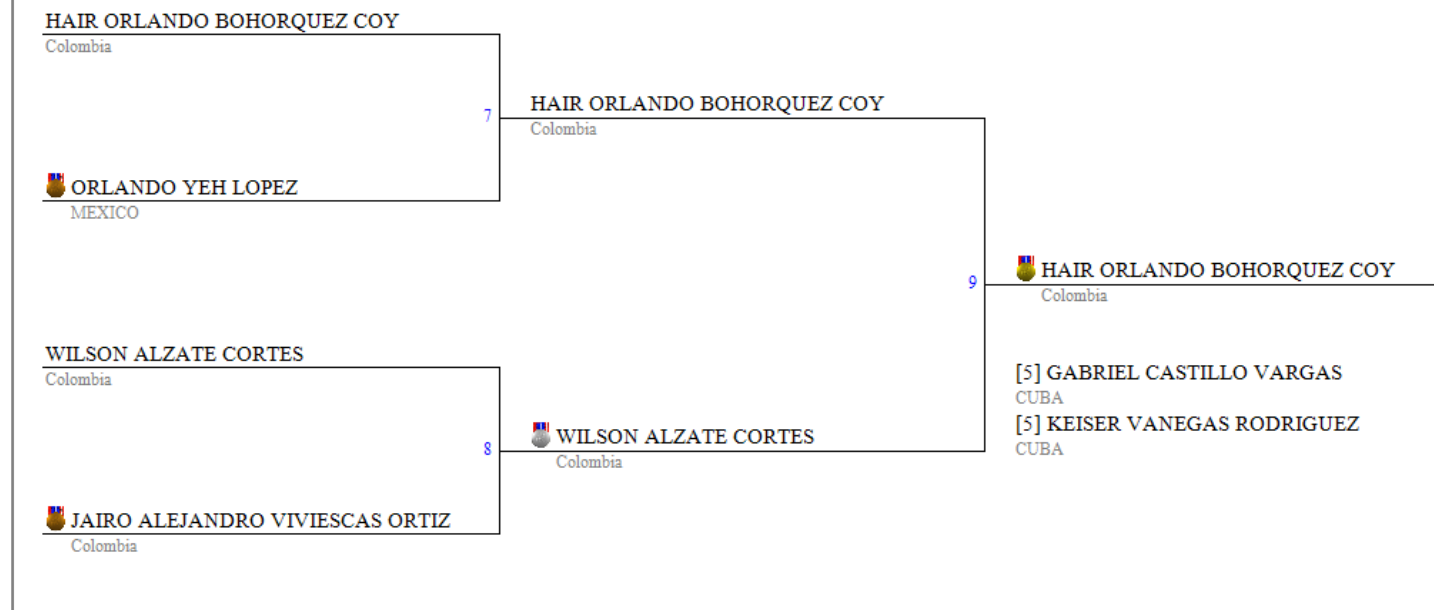 HAIR ORLANDO BOHORQUEZ COY
Colombia
7
HAIR ORLANDO BOHORQUEZ COY
Colombia
ORLANDO YEH LOPEZ
MEXICO
9
HAIR ORLANDO BOHORQUEZ COY
Colombia
WILSON ALZATE CORTES
Colombia
[5] GABRIEL CASTILLO VARGAS
CUBA
[5] KEISER VANEGAS RODRIGUEZ
CUBA
8
WILSON ALZATE CORTES
Colombia
JAIRO ALEJANDRO VIVIESCAS ORTIZ
Colombia